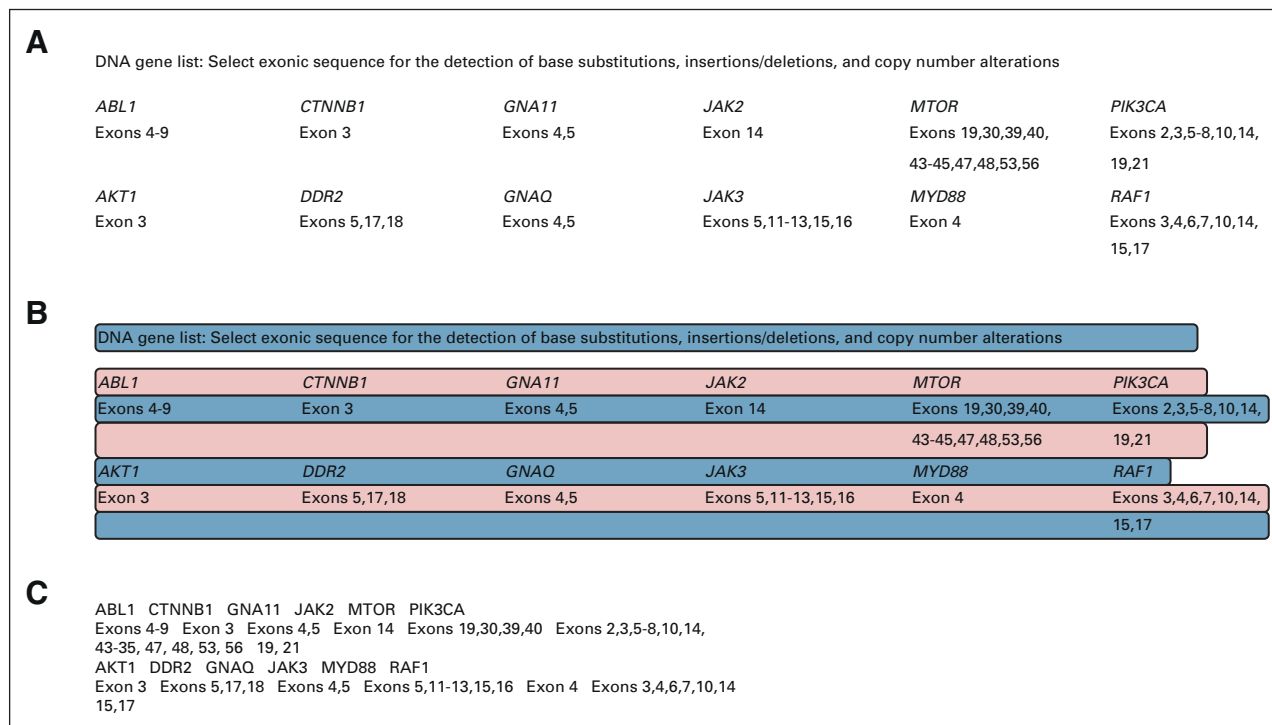 A
DNA gene list: Select exonic sequence for the detection of base substitutions, insertions/deletions, and copy number alterations
ABL1 CTNNB1 GNA11 JAK2 MTOR PIK3CA
Exons 4-9 Exon 3 Exons 4,5 Exon 14 Exons 19,30,39,40, Exons 2,3,5-8,10,14,
43-45,47,48,53,56 19,21
AKT1 DDR2 GNAQ JAK3 MYD88 RAF1
Exon 3 Exons 5,17,18 Exons 4,5 Exons 5,11-13,15,16 Exon 4 Exons 3,4,6,7,10,14,
15,17
B
DNA gene list: Select exonic sequence for the detection of base substitutions, insertions/deletions, and copy number alterations
ABL1 CTNNB1 GNA11 JAK2 MTOR PIK3CA
Exons 4-9 Exon 3 Exons 4,5 Exon 14 Exons 19,30,39,40, Exons 2,3,5-8,10,14,
43-45,47,48,53,56 19,21
AKT1 DDR2 GNAQ JAK3 MYD88 RAF1
Exon 3 Exons 5,17,18 Exons 4,5 Exons 5,11-13,15,16 Exon 4 Exons 3,4,6,7,10,14,
15,17
C
ABL1 CTNNB1 GNA11 JAK2 MTOR PIK3CA
Exons 4-9 Exon 3 Exons 4,5 Exon 14 Exons 19,30,39,40 Exons 2,3,5-8,10,14,
43-35, 47, 48, 53, 56 19, 21
AKT1 DDR2 GNAQ JAK3 MYD88 RAF1
Exon 3 Exons 5,17,18 Exons 4,5 Exons 5,11-13,15,16 Exon 4 Exons 3,4,6,7,10,14
15,17